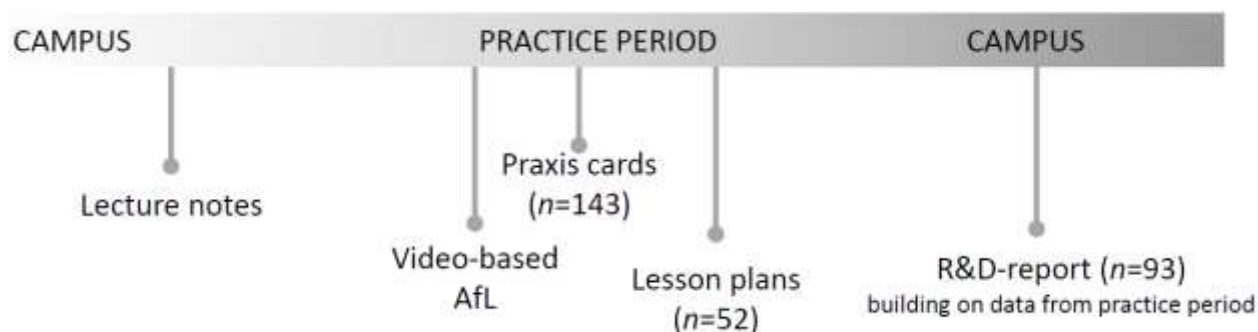 CAMPUS PRACTICE PERIOD CAMPUS
Lecture notes
Video-based
AfL
Praxis cards
(n=143)
Lesson plans
(n=52)
R&D-report (n=93)
building on data from practice period